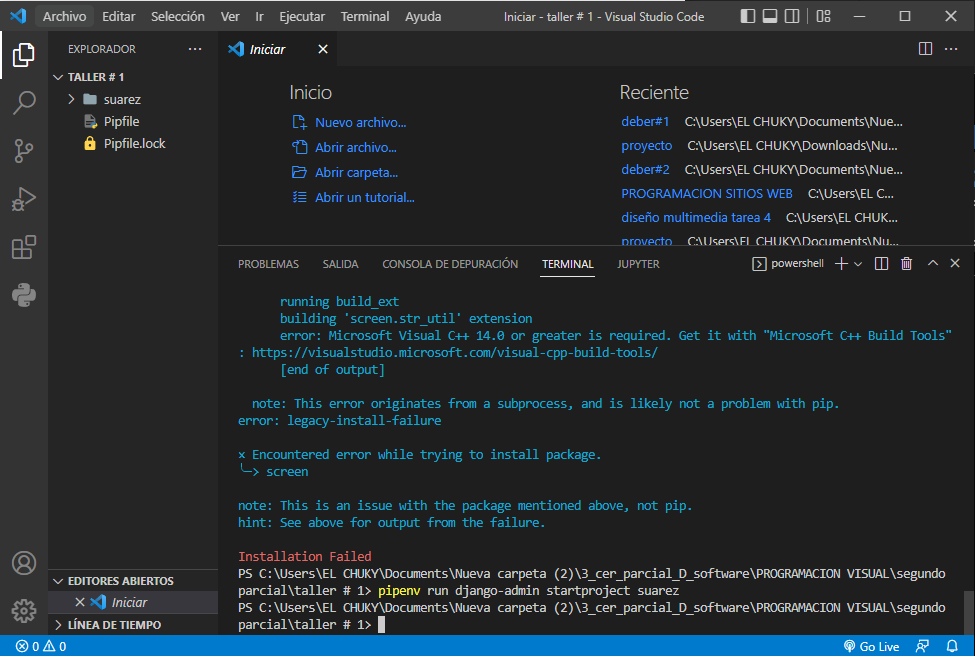 Archivo Editar Selección Ver Ir Ejecutar Terminal Ayuda Iniciar - taller # 1 - Visual Studio Code
EXPLORADOR ...
TALLER # 1
suarez
Pipfile
Pipfile.lock
Iniciar
Inicio
Nuevo archivo...
Abrir archivo...
Abrir carpeta...
Abrir un tutorial...
Reciente
deber#1 C:\Users\EL CHUKY\Documents\Nue...
proyecto C:\Users\EL CHUKY\Downloads\Nu...
deber#2 C:\Users\EL CHUKY\Documents\Nue...
PROGRAMACION SITIOS WEB C:\Users\EL C...
diseño multimedia tarea 4 C:\Users\EL CHUK...
proyecto C:\Users\EL CHUKY\Documents\Nu...
PROBLEMAS SALIDA CONSOLA DE DEPURACIÓN TERMINAL JUPYTER powershell
running build_ext
building 'screen.str_util' extension
error: Microsoft Visual C++ 14.0 or greater is required. Get it with "Microsoft C++ Build Tools"
: https://visualstudio.microsoft.com/visual-cpp-build-tools/
[end of output]
note: This error originates from a subprocess, and is likely not a problem with pip.
error: legacy-install-failure
× Encountered error while trying to install package.
╰─> screen
note: This is an issue with the package mentioned above, not pip.
hint: See above for output from the failure.
Installation Failed
PS C:\Users\EL CHUKY\Documents\Nueva carpeta (2)\3_cer_parcial_D_software\PROGRAMACION VISUAL\segundo
parcial\taller # 1> pipenv run django-admin startproject suarez
PS C:\Users\EL CHUKY\Documents\Nueva carpeta (2)\3_cer_parcial_D_software\PROGRAMACION VISUAL\segundo
parcial\taller # 1>
EDITORES ABIERTOS
Iniciar
LÍNEA DE TIEMPO
0 0 Go Live